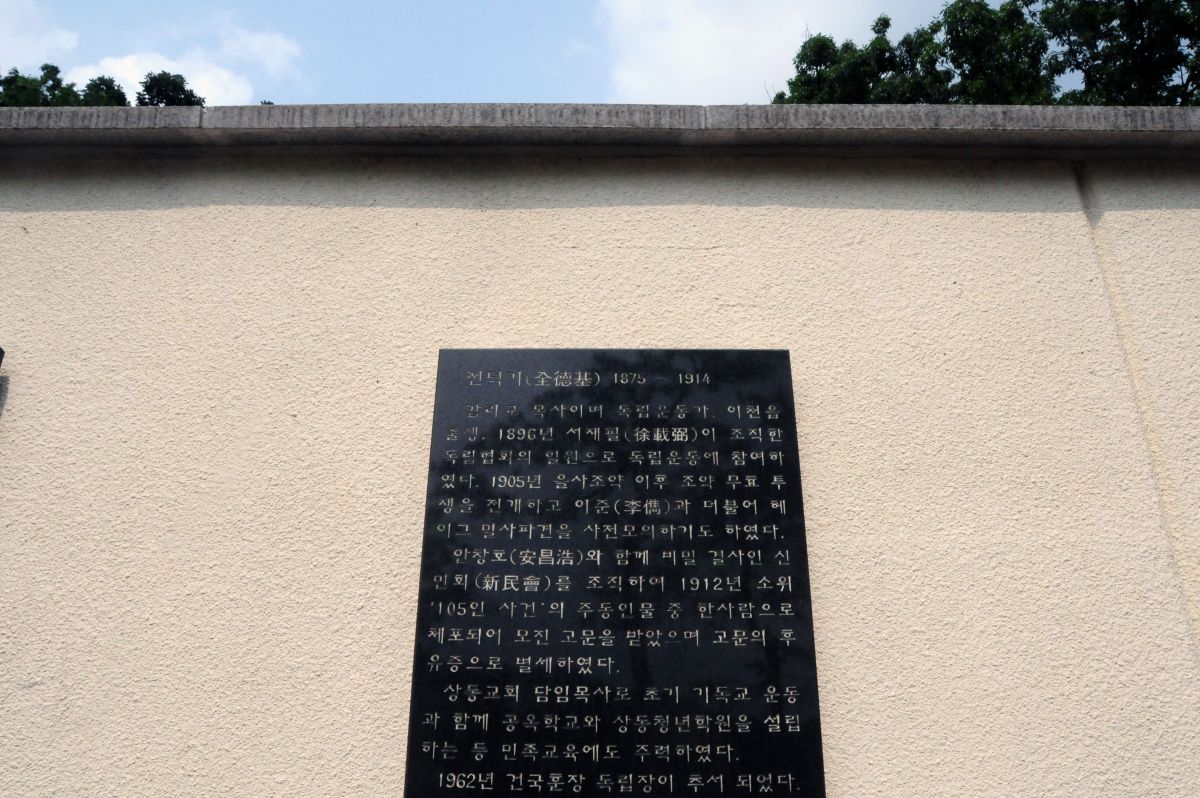 전덕기(全德基) 1875 — 1914
감리교 목사이며 독립운동가. 이천읍
출생. 1896년 서재필(徐載弼)이 조직한
독립협회의 일원으로 독립운동에 참여하
였다. 1905년 을사조약 이후 조약 무효 투
쟁을 전개하고 이준(李儁)과 더불어 헤
이그 밀사파견을 사전모의하기도 하였다.
안창호(安昌浩)와 함께 비밀 결사인 신
민회(新民會)를 조직하여 1912년 소위
'105인 사건'의 주동인물 중 한사람으로
체포되어 모진 고문을 받았으며 고문의 후
유증으로 별세하였다.
상동교회 담임목사로 초기 기독교 운동
과 함께 공옥학교와 상동청년학원을 설립
하는 등 민족교육에도 주력하였다.
1962년 건국훈장 독립장이 추서 되었다.